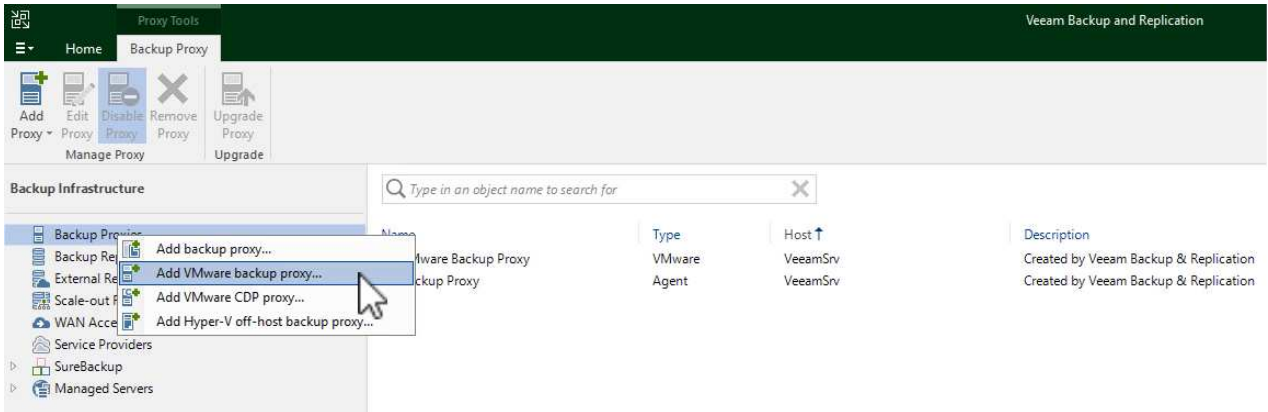 Proxy Tools
Veeam Backup and Replication
Home
Backup Proxy
Add Proxy
Edit Proxy
Disable Proxy
Remove Proxy
Upgrade Proxy
Manage Proxy
Upgrade
Backup Infrastructure
Type in an object name to search for
Backup Proxies
Backup Rep
External Re
Scale-out R
WAN Acce
Service Providers
SureBackup
Managed Servers
Add backup proxy...
Add VMware backup proxy...
Add VMware CDP proxy...
Add Hyper-V off-host backup proxy...
Name Type Host Description
Mware Backup Proxy VMware VeeamSrv Created by Veeam Backup & Replication
ckup Proxy Agent VeeamSrv Created by Veeam Backup & Replication